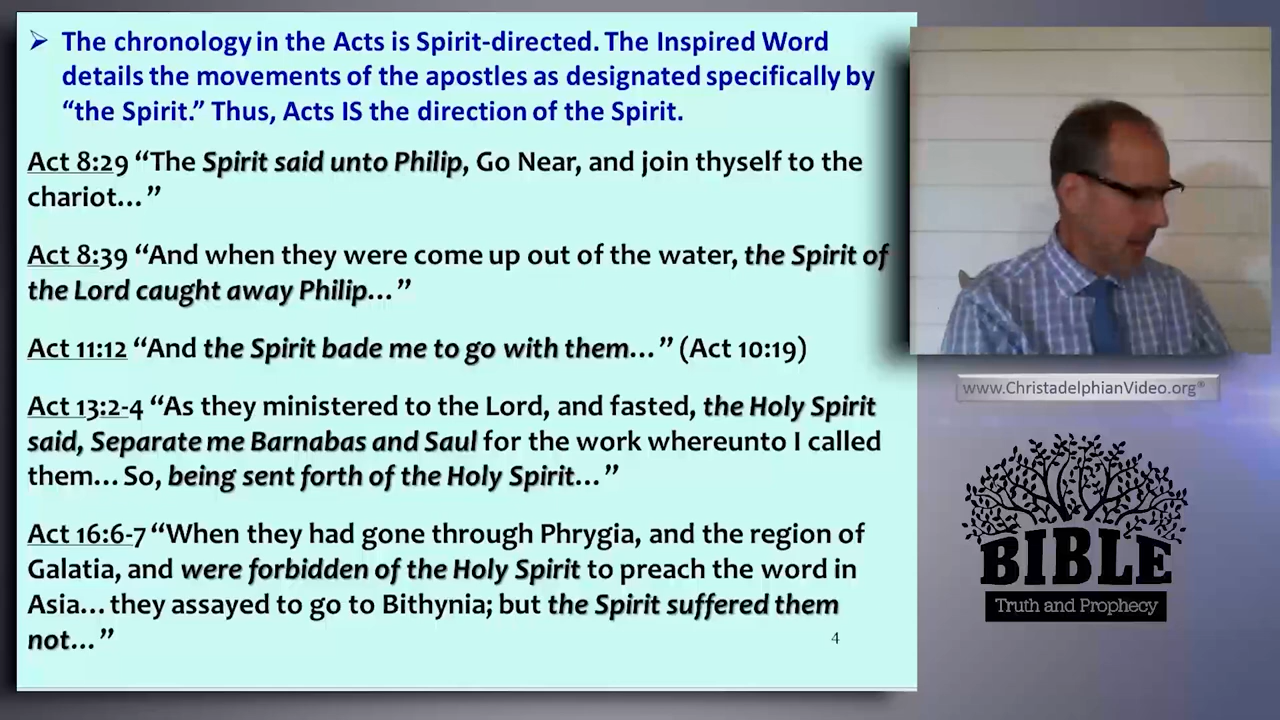 ➢ The chronology in the Acts is Spirit-directed. The Inspired Word
details the movements of the apostles as designated specifically by
“the Spirit.” Thus, Acts IS the direction of the Spirit.
Act 8:29 “The Spirit said unto Philip, Go Near, and join thyself to the
chariot…”
Act 8:39 “And when they were come up out of the water, the Spirit of
the Lord caught away Philip…”
Act 11:12 “And the Spirit bade me to go with them…” (Act 10:19)
Act 13:2-4 “As they ministered to the Lord, and fasted, the Holy Spirit
said, Separate me Barnabas and Saul for the work whereunto I called
them… So, being sent forth of the Holy Spirit…”
Act 16:6-7 “When they had gone through Phrygia, and the region of
Galatia, and were forbidden of the Holy Spirit to preach the word in
Asia… they assayed to go to Bithynia; but the Spirit suffered them
not…”
4
www.ChristadelphianVideo.org®
BIBLE
Truth and Prophecy